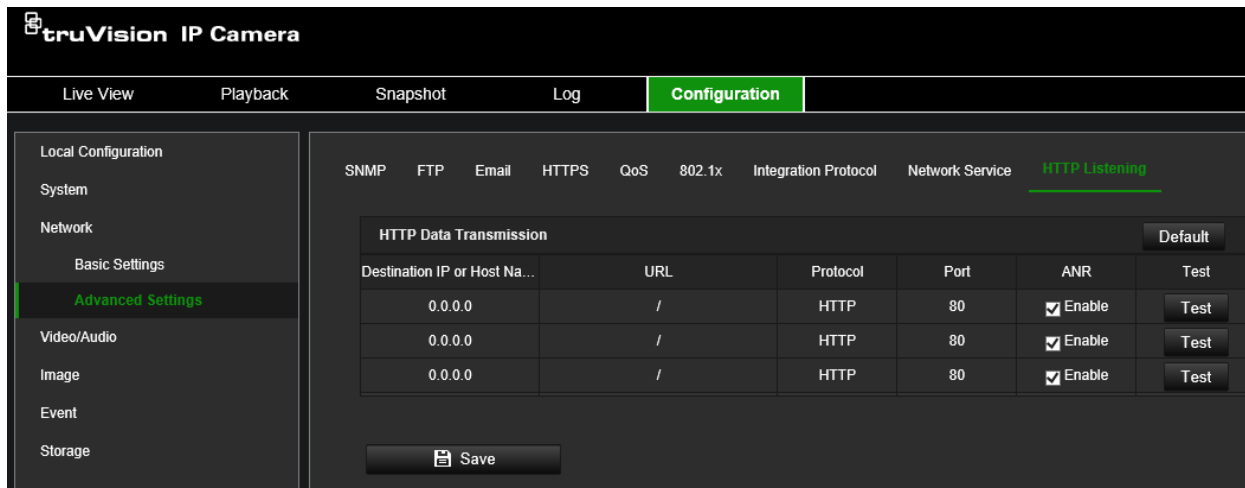 truVision IP Camera
Live View Playback Snapshot Log Configuration
Local Configuration
System
Network
Basic Settings
Advanced Settings
Video/Audio
Image
Event
Storage
SNMP FTP Email HTTPS QoS 802.1x Integration Protocol Network Service HTTP Listening
HTTP Data Transmission Default
Destination IP or Host Na... URL Protocol Port ANR Test
0.0.0.0 / HTTP 80 Enable Test
0.0.0.0 / HTTP 80 Enable Test
0.0.0.0 / HTTP 80 Enable Test
Save